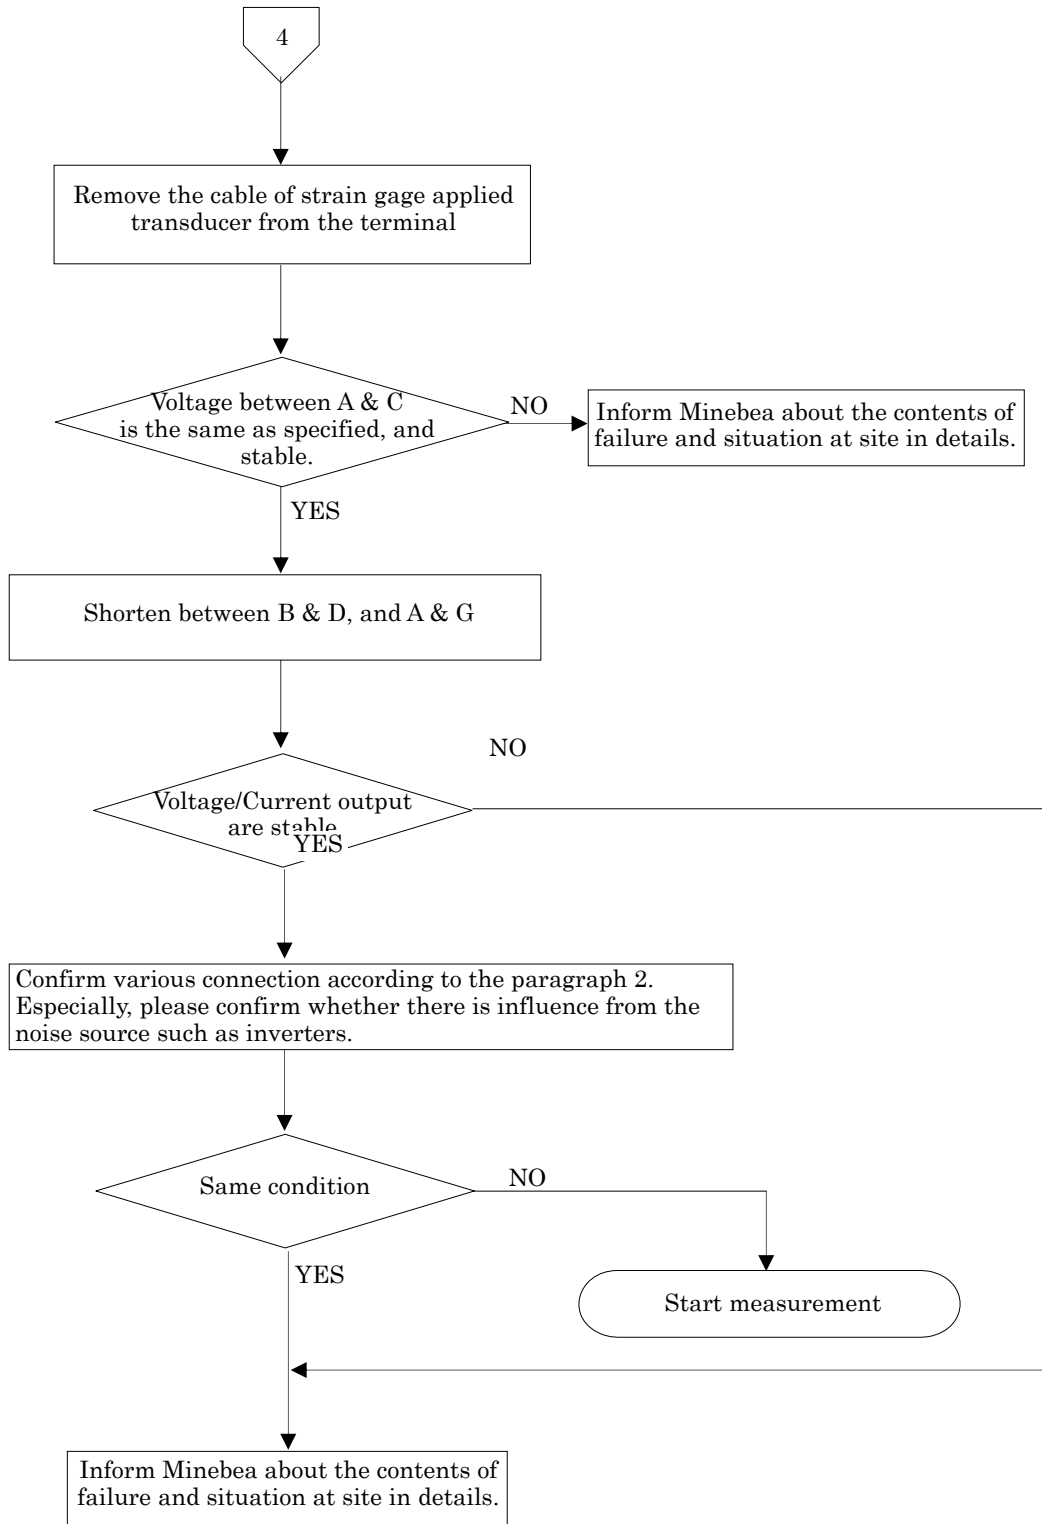 4
Remove the cable of strain gage applied
transducer from the terminal
Voltage between A & C
is the same as specified, and
stable.
NO
Inform Minebea about the contents of
failure and situation at site in details.
YES
Shorten between B & D, and A & G
NO
Voltage/Current output
are stable
YES
Confirm various connection according to the paragraph 2.
Especially, please confirm whether there is influence from the
noise source such as inverters.
Same condition
NO
YES
Start measurement
Inform Minebea about the contents of
failure and situation at site in details.